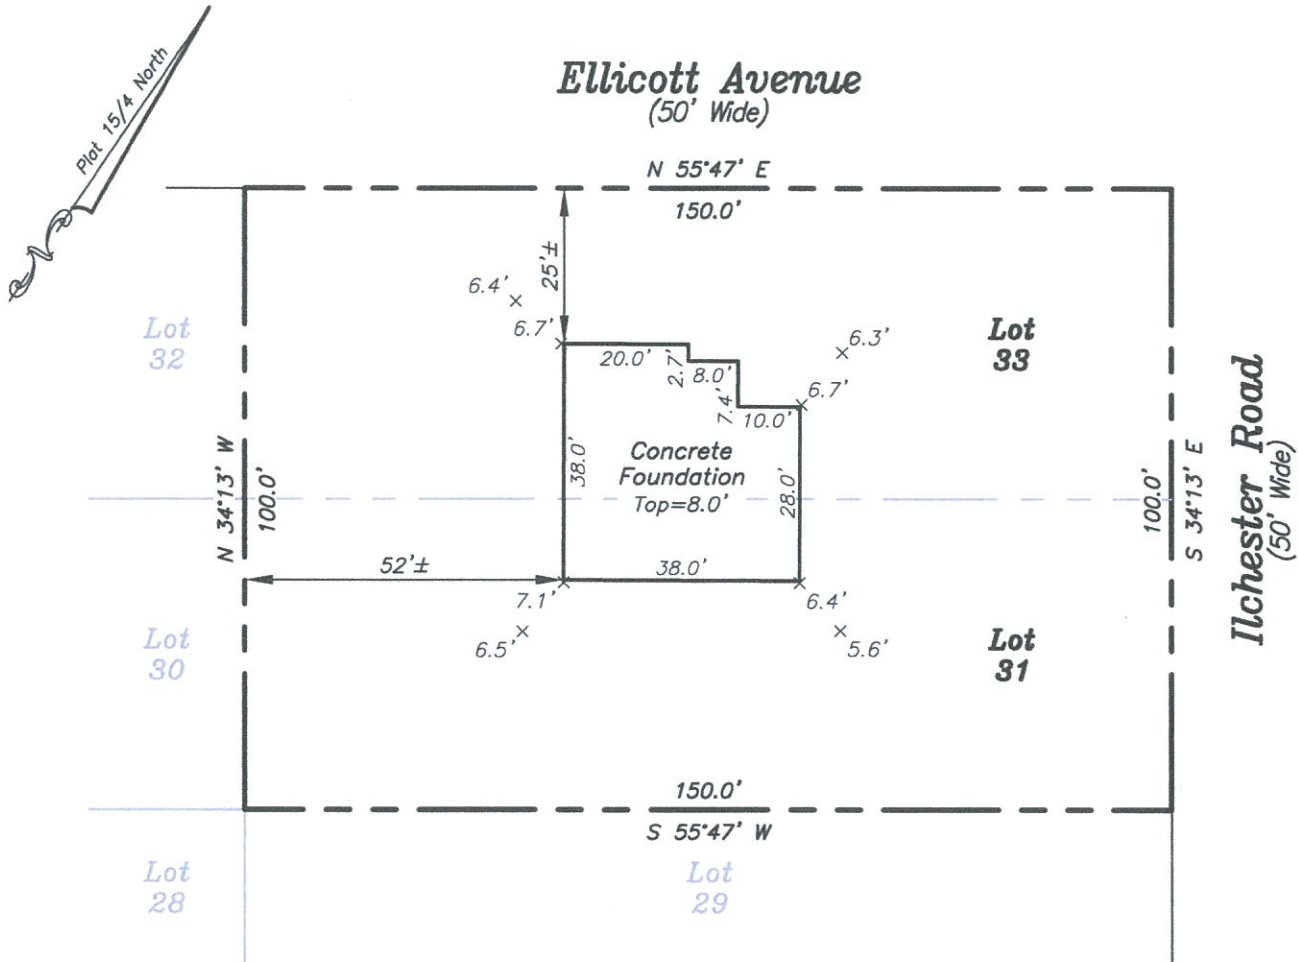 Plat 15/4 North
N
Ellicott Avenue
(50' Wide)
N 55°47' E
150.0'
25'±
6.4'
6.7'
20.0'
2.7'
8.0'
7.4'
10.0'
6.3'
6.7'
Lot
32
Lot
33
Concrete
Foundation
Top=8.0'
38.0'
28.0'
N 34°13' W
100.0'
100.0'
S 34°13' E
Ilchester Road
(50' Wide)
52'±
38.0'
7.1'
6.4'
6.5'
5.6'
Lot
30
Lot
31
150.0'
S 55°47' W
Lot
28
Lot
29